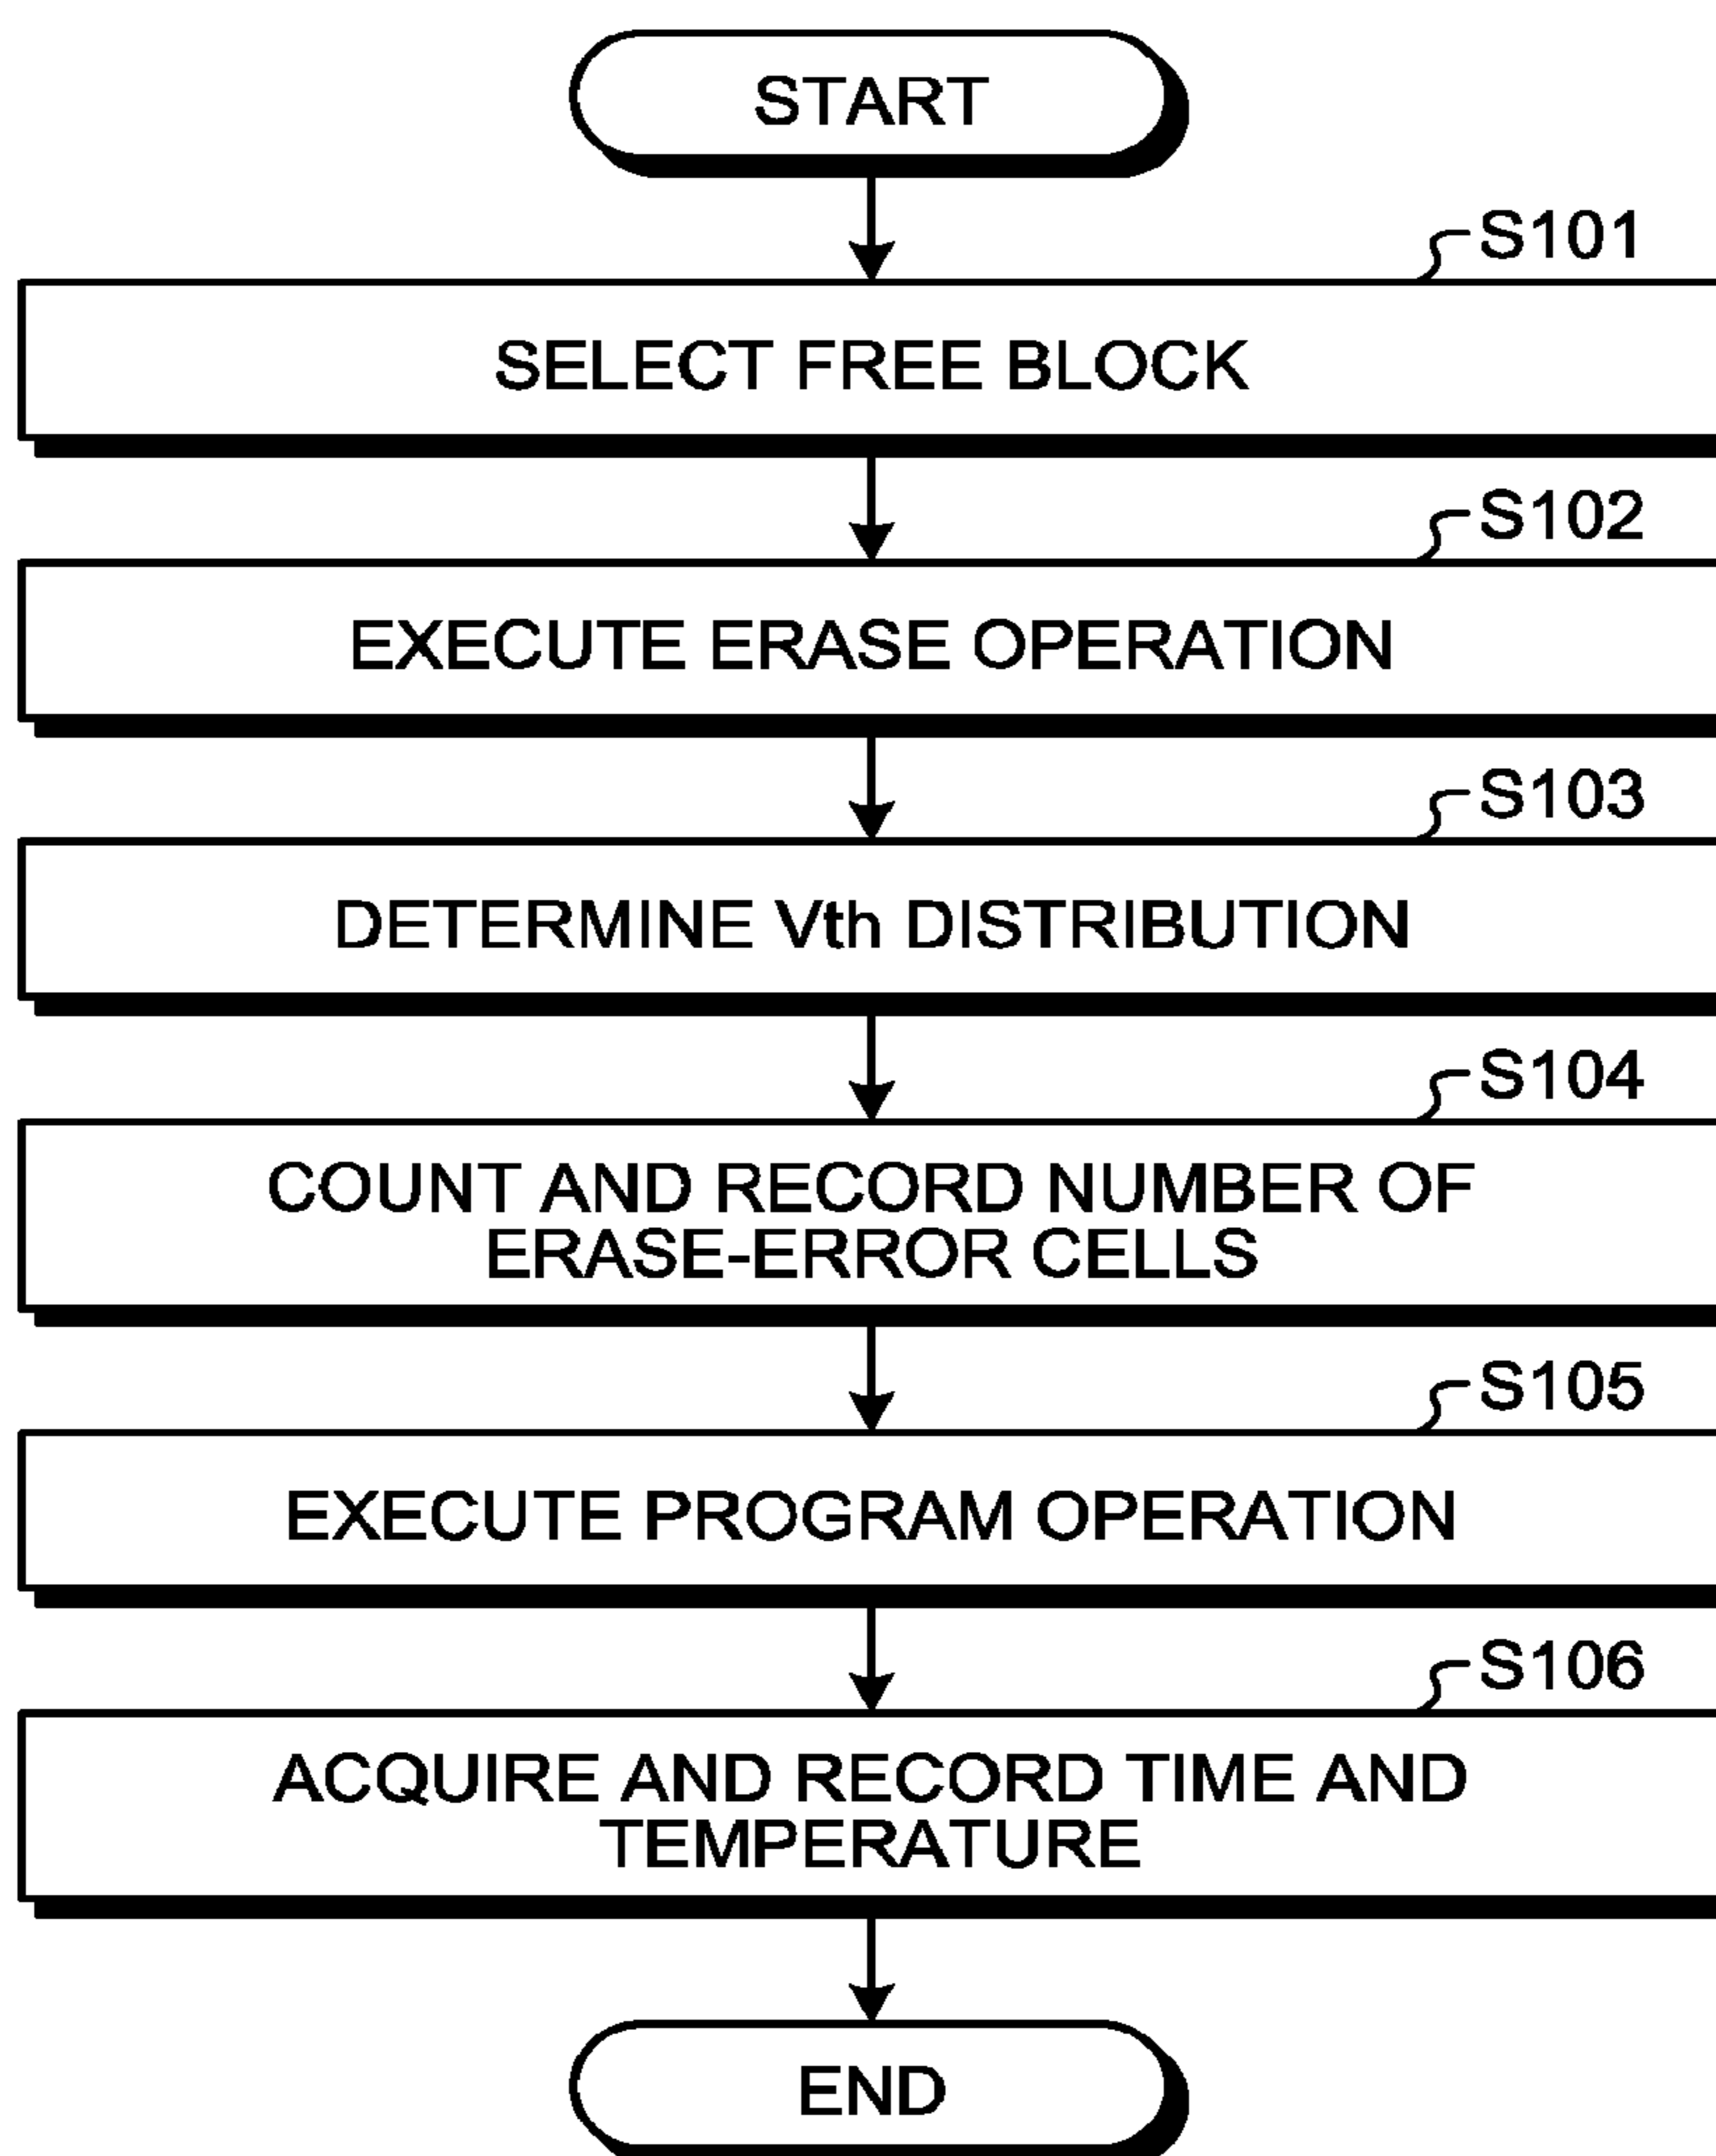 START
S101
SELECT FREE BLOCK
S102
EXECUTE ERASE OPERATION
S103
DETERMINE Vth DISTRIBUTION
S104
COUNT AND RECORD NUMBER OF
ERASE-ERROR CELLS
S105
EXECUTE PROGRAM OPERATION
S106
ACQUIRE AND RECORD TIME AND
TEMPERATURE
END